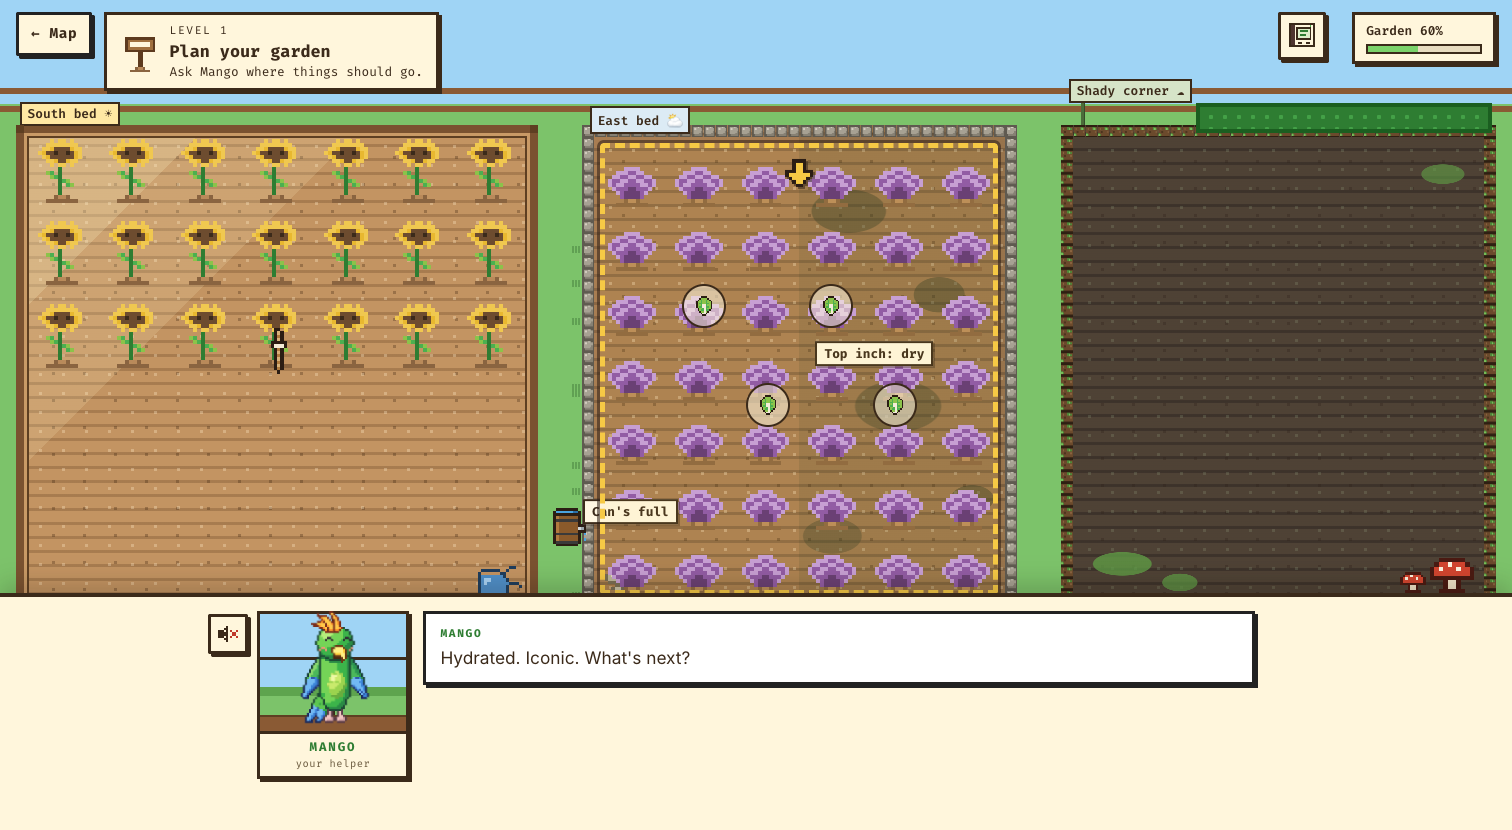 ← Map
LEVEL 1
Plan your garden
Ask Mango where things should go.
Garden 60%
South bed ☀
East bed ⛅
Shady corner ☁
Top inch: dry
Can's full
MANGO
your helper
MANGO
Hydrated. Iconic. What's next?